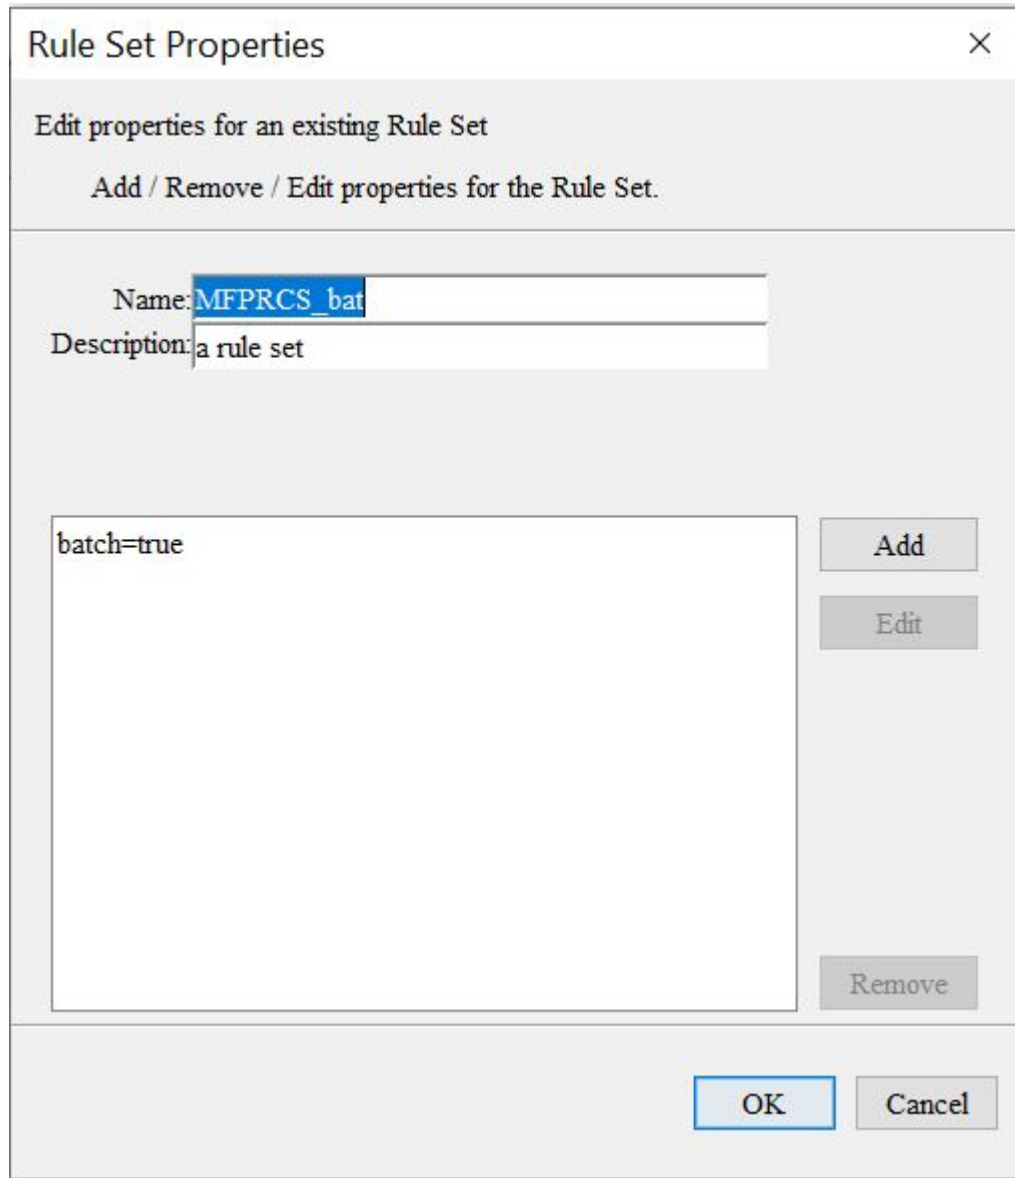 Rule Set Properties
Edit properties for an existing Rule Set
Add / Remove / Edit properties for the Rule Set.
Name: MFPRCS_bat
Description: a rule set
batch=true
Add
Edit
Remove
OK
Cancel